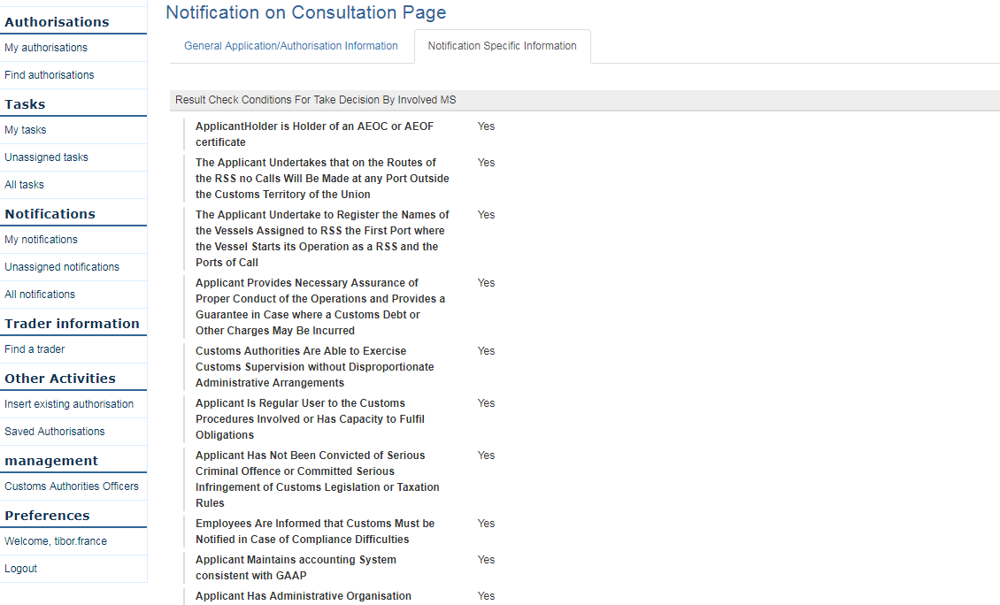 Authorisations
My authorisations
Find authorisations
Tasks
My tasks
Unassigned tasks
All tasks
Notifications
My notifications
Unassigned notifications
All notifications
Trader information
Find a trader
Other Activities
Insert existing authorisation
Saved Authorisations
management
Customs Authorities Officers
Preferences
Welcome, tibor.france
Logout
Notification on Consultation Page
General Application/Authorisation Information Notification Specific Information
Result Check Conditions For Take Decision By Involved MS
ApplicantHolder is Holder of an AEOC or AEOF Yes
certificate
The Applicant Undertakes that on the Routes of Yes
the RSS no Calls Will Be Made at any Port Outside
the Customs Territory of the Union
The Applicant Undertake to Register the Names of Yes
the Vessels Assigned to RSS the First Port where
the Vessel Starts its Operation as a RSS and the
Ports of Call
Applicant Provides Necessary Assurance of Yes
Proper Conduct of the Operations and Provides a
Guarantee in Case where a Customs Debt or
Other Charges May Be Incurred
Customs Authorities Are Able to Exercise Yes
Customs Supervision without Disproportionate
Administrative Arrangements
Applicant Is Regular User to the Customs Yes
Procedures Involved or Has Capacity to Fulfil
Obligations
Applicant Has Not Been Convicted of Serious Yes
Criminal Offence or Committed Serious
Infringement of Customs Legislation or Taxation
Rules
Employees Are Informed that Customs Must be Yes
Notified in Case of Compliance Difficulties
Applicant Maintains accounting System Yes
consistent with GAAP
Applicant Has Administrative Organisation Yes